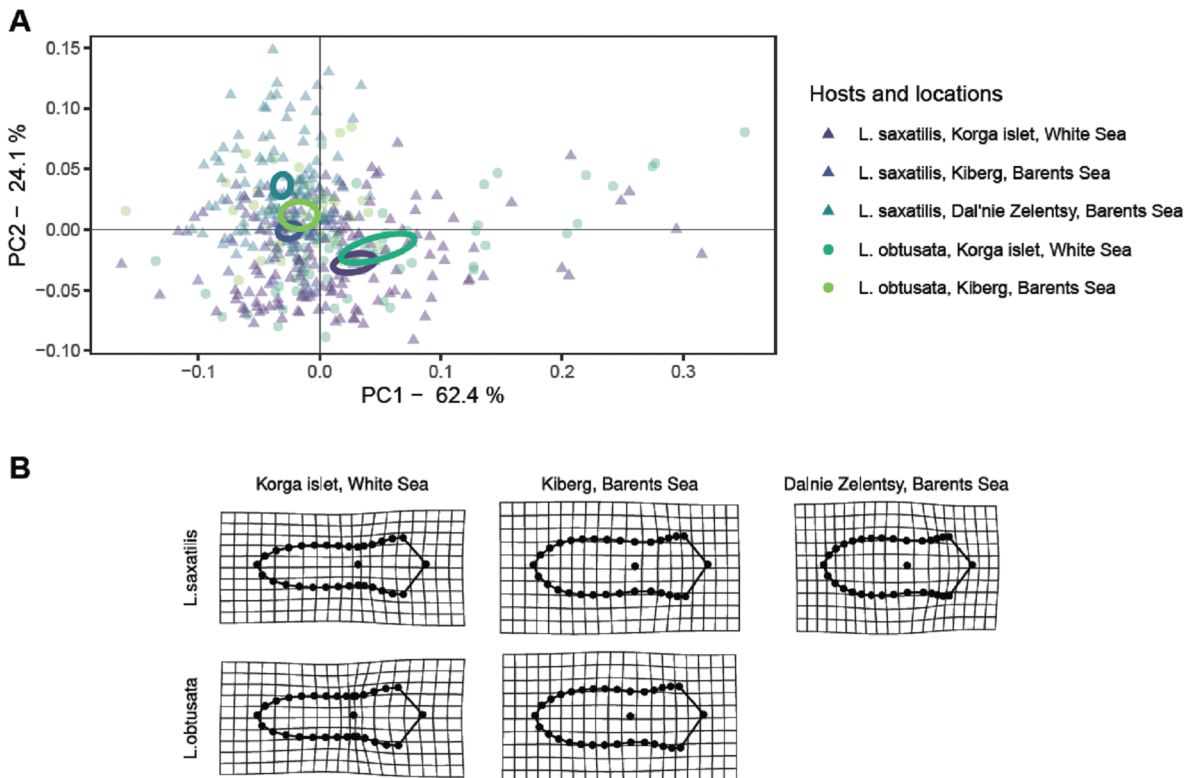 A
0.15
0.10
0.05
0.00
−0.05
−0.10
PC2 − 24.1 %
−0.1 0.0 0.1 0.2 0.3
PC1 − 62.4 %
Hosts and locations
L. saxatilis, Korga islet, White Sea
L. saxatilis, Kiberg, Barents Sea
L. saxatilis, Dal'nie Zelentsy, Barents Sea
L. obtusata, Korga islet, White Sea
L. obtusata, Kiberg, Barents Sea
B
Korga islet, White Sea Kiberg, Barents Sea Dalnie Zelentsy, Barents Sea
L.saxatilis
L.obtusata